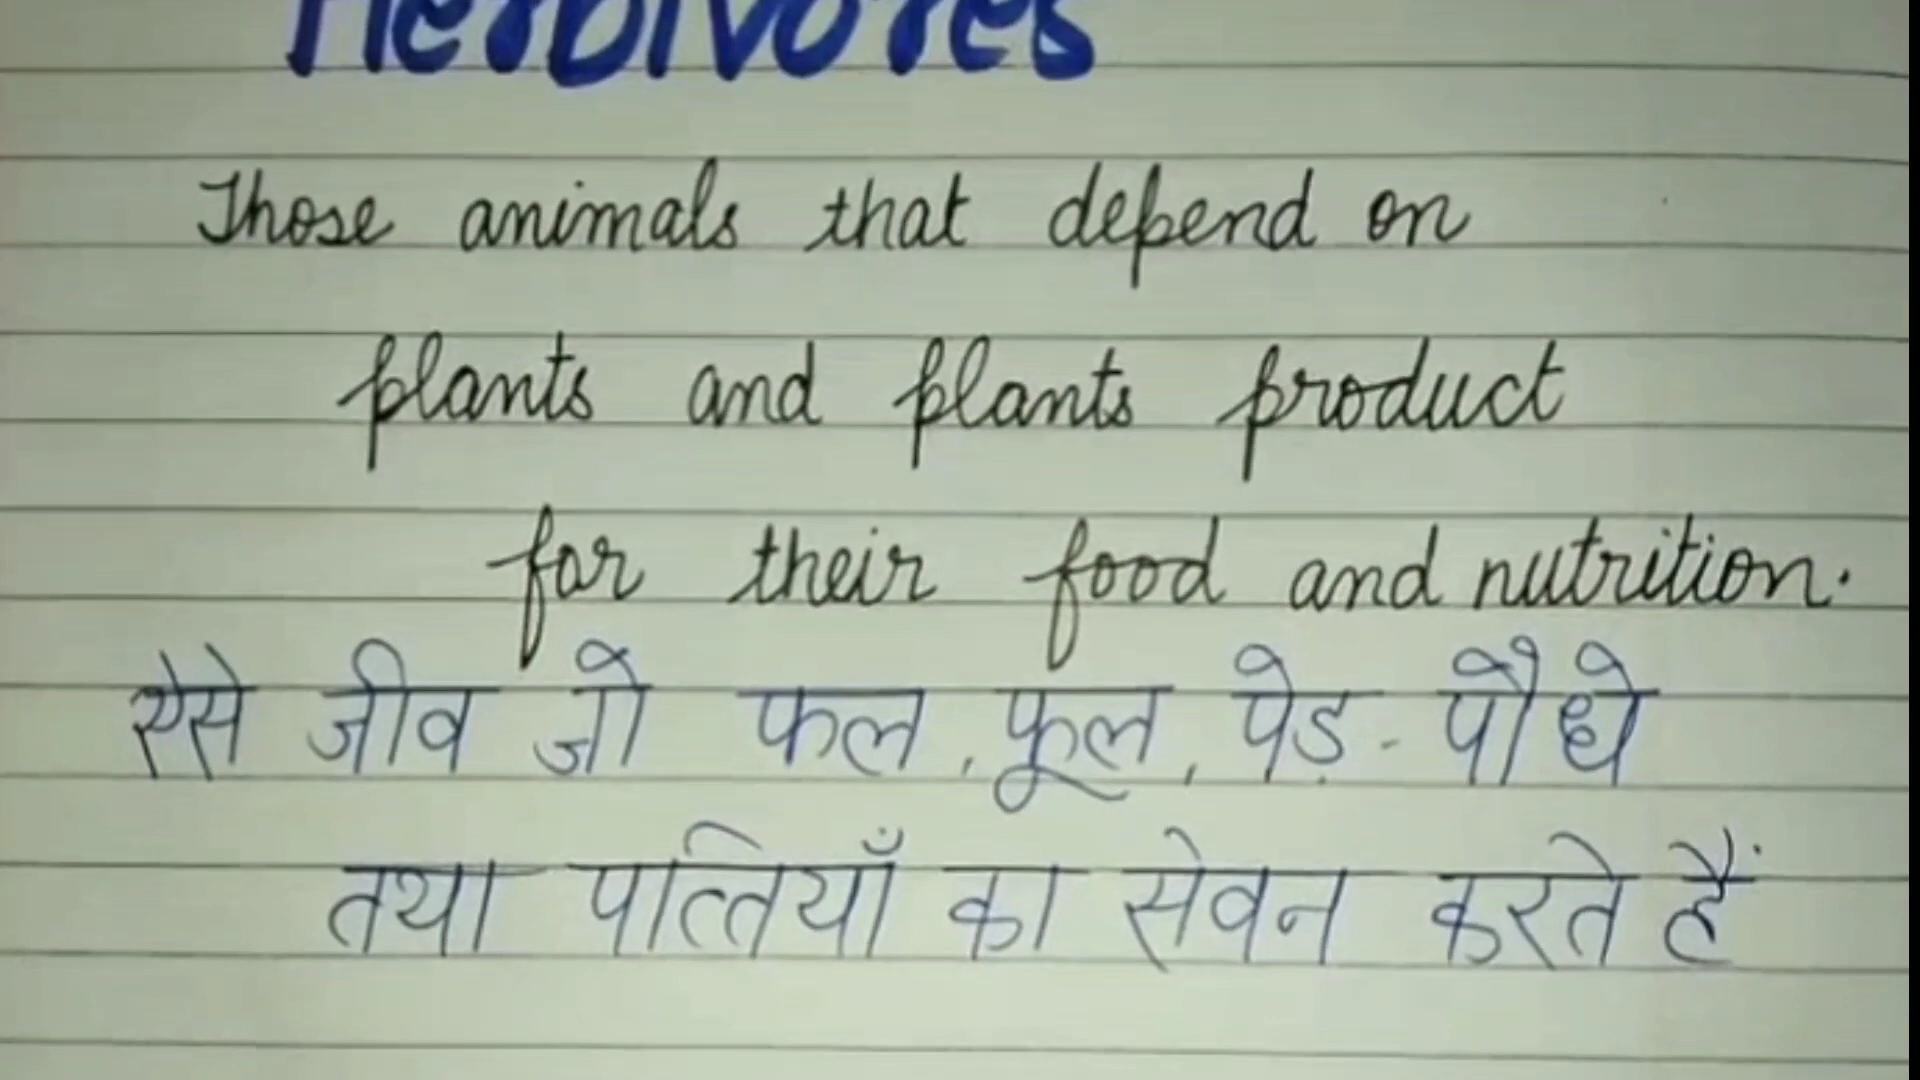 Herbivores
Those animals that depend on
plants and plants product
for their food and nutrition.
ऐसे जीव जो फल, फूल, पेड़-पौधे
तथा पत्तियाँ का सेवन करते हैं